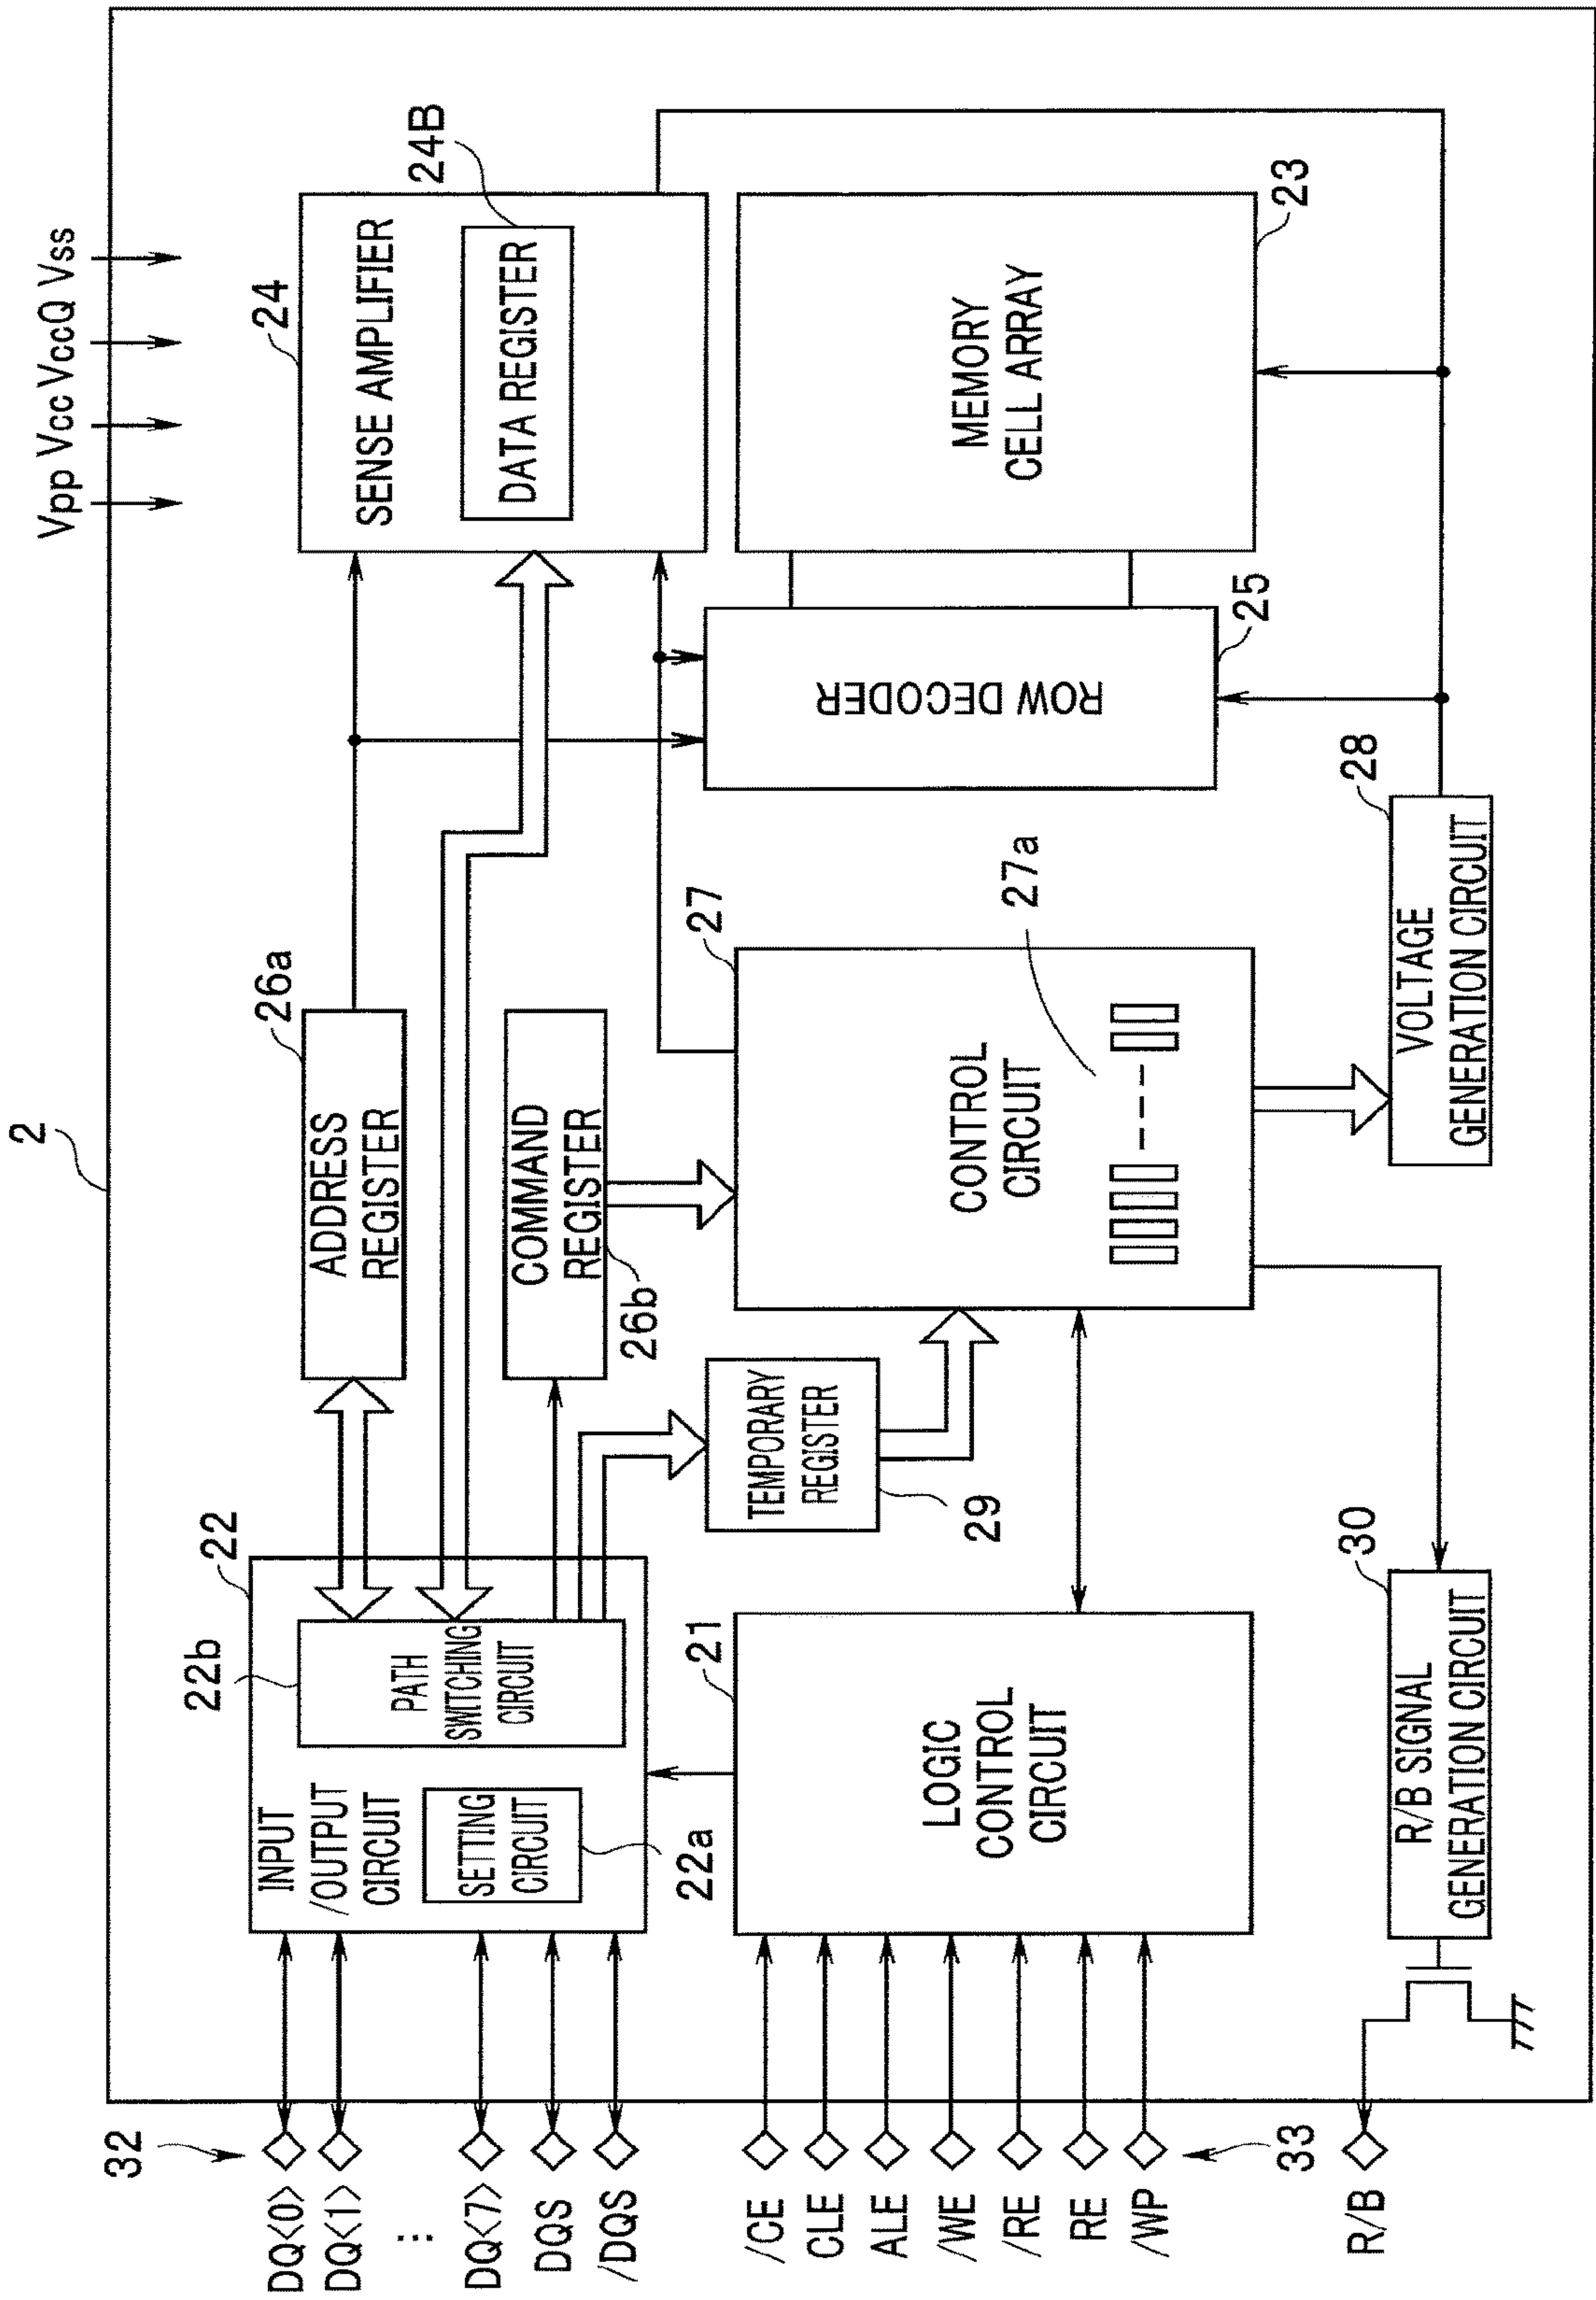 2
Vpp Vcc VccQ Vss
32
DQ<0>
DQ<1>
⋮
DQ<7>
DQS
/DQS
22
INPUT
/OUTPUT
CIRCUIT
SETTING
CIRCUIT
22a
22b
PATH
SWITCHING
CIRCUIT
26a
ADDRESS
REGISTER
COMMAND
REGISTER
26b
24
SENSE AMPLIFIER
24B
DATA REGISTER
TEMPORARY
REGISTER
29
/CE
CLE
ALE
/WE
/RE
RE
/WP
33
21
LOGIC
CONTROL
CIRCUIT
27
CONTROL
CIRCUIT
27a
ROW DECODER
25
MEMORY
CELL ARRAY
23
R/B
30
R/B SIGNAL
GENERATION CIRCUIT
28
VOLTAGE
GENERATION CIRCUIT